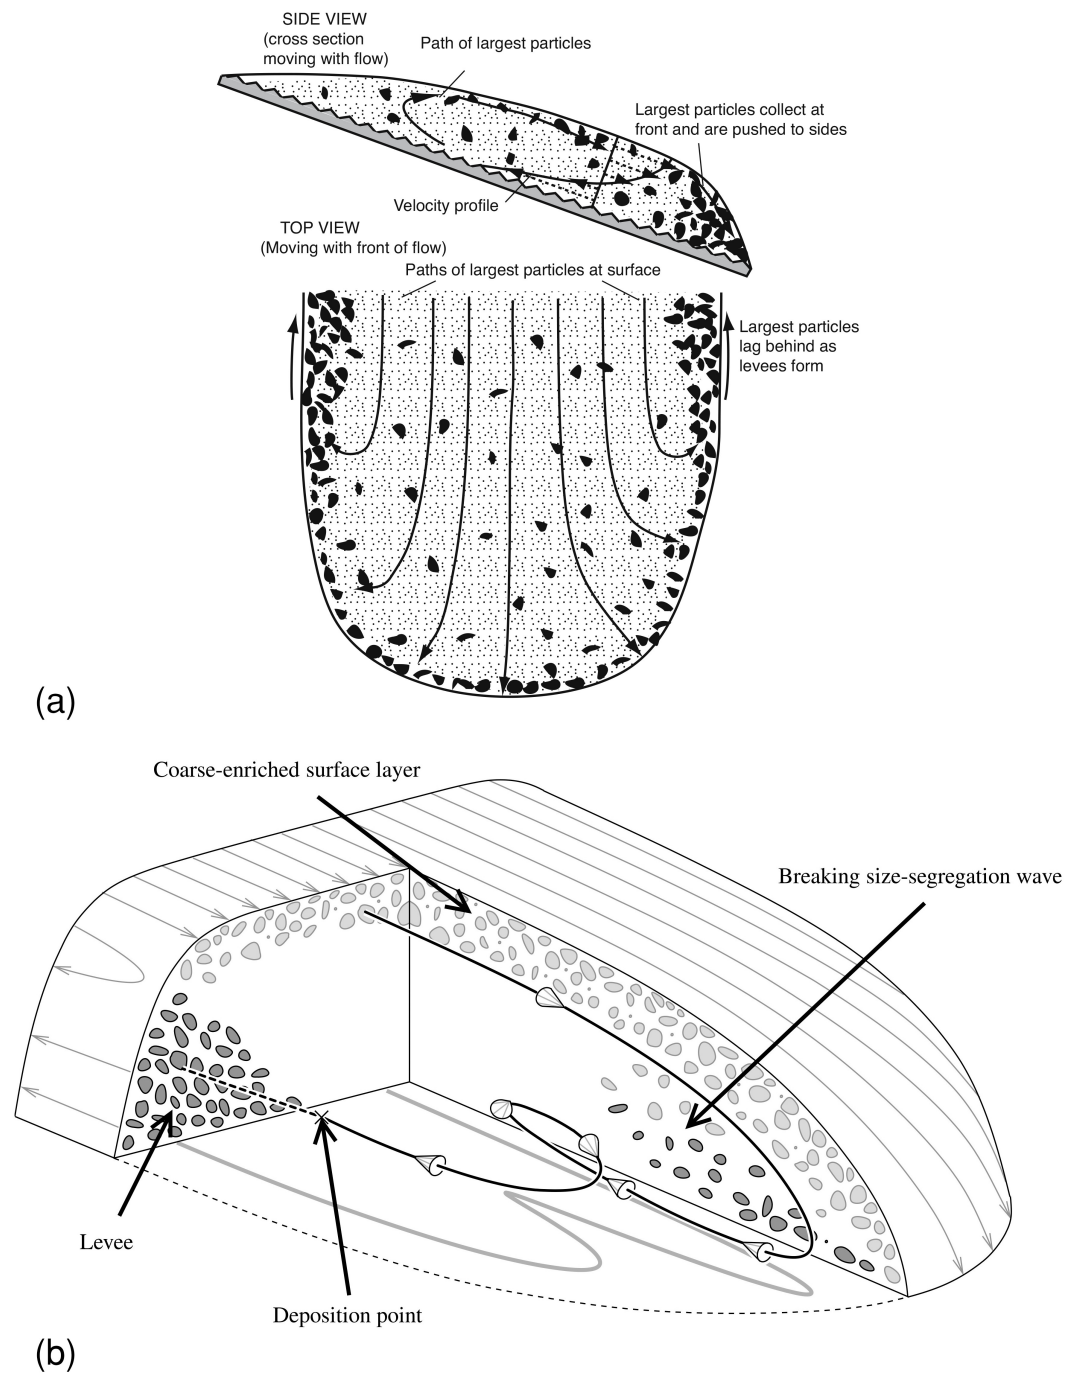 SIDE VIEW
(cross section
moving with flow)
Path of largest particles
Largest particles collect at
front and are pushed to sides
Velocity profile
TOP VIEW
(Moving with front of flow)
Paths of largest particles at surface
Largest particles
lag behind as
levees form
(a)
Coarse-enriched surface layer
Breaking size-segregation wave
Levee
Deposition point
(b)